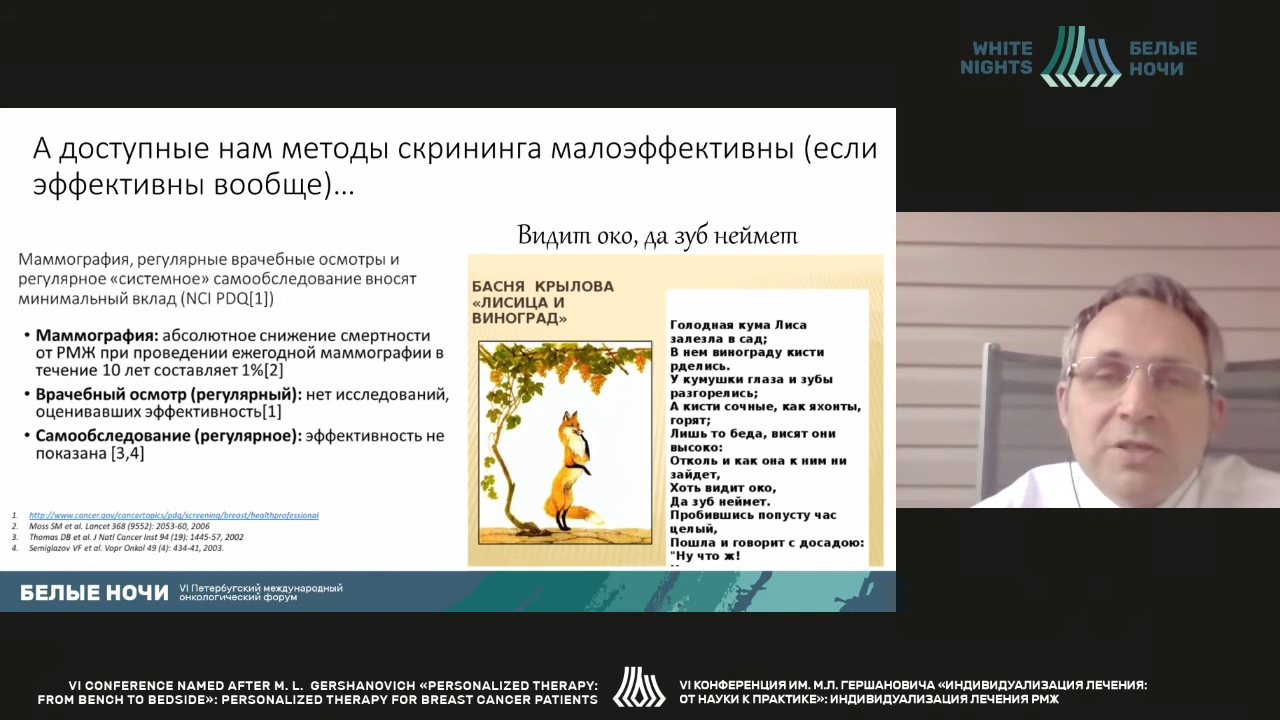 WHITE
NIGHTS
БЕЛЫЕ
НОЧИ
А доступные нам методы скрининга малоэффективны (если
эффективны вообще)...
Видит око, да зуб неймет
Маммография, регулярные врачебные осмотры и
регулярное «системное» самообследование вносят
минимальный вклад (NCI PDQ[1])
• Маммография: абсолютное снижение смертности
от РМЖ при проведении ежегодной маммографии в
течение 10 лет составляет 1%[2]
• Врачебный осмотр (регулярный): нет исследований,
оценивавших эффективность[1]
• Самообследование (регулярное): эффективность не
показана [3,4]
1. http://www.cancer.gov/cancertopics/pdq/screening/breast/healthprofessional
2. Moss SM et al. Lancet 368 (9552): 2053-60, 2006
3. Thomas DB et al. J Natl Cancer Inst 94 (19): 1445-57, 2002
4. Semiglazov VF et al. Vopr Onkol 49 (4): 434-41, 2003.
БАСНЯ КРЫЛОВА
«ЛИСИЦА И
ВИНОГРАД»
Голодная кума Лиса
залезла в сад;
В нем винограду кисти
рделись.
У кумушки глаза и зубы
разгорелись;
А кисти сочные, как яхонты,
горят;
Лишь то беда, висят они
высоко:
Отколь и как она к ним ни
зайдет,
Хоть видит око,
Да зуб неймет.
Пробившись попусту час
целый,
Пошла и говорит с досадою:
"Ну что ж!
БЕЛЫЕ НОЧИ
VI Петербугский международный
онкологический форум
VI CONFERENCE NAMED AFTER M. L. GERSHANOVICH «PERSONALIZED THERAPY:
FROM BENCH TO BEDSIDE»: PERSONALIZED THERAPY FOR BREAST CANCER PATIENTS
VI КОНФЕРЕНЦИЯ ИМ. М.Л. ГЕРШАНОВИЧА «ИНДИВИДУАЛИЗАЦИЯ ЛЕЧЕНИЯ:
ОТ НАУКИ К ПРАКТИКЕ»: ИНДИВИДУАЛИЗАЦИЯ ЛЕЧЕНИЯ РМЖ